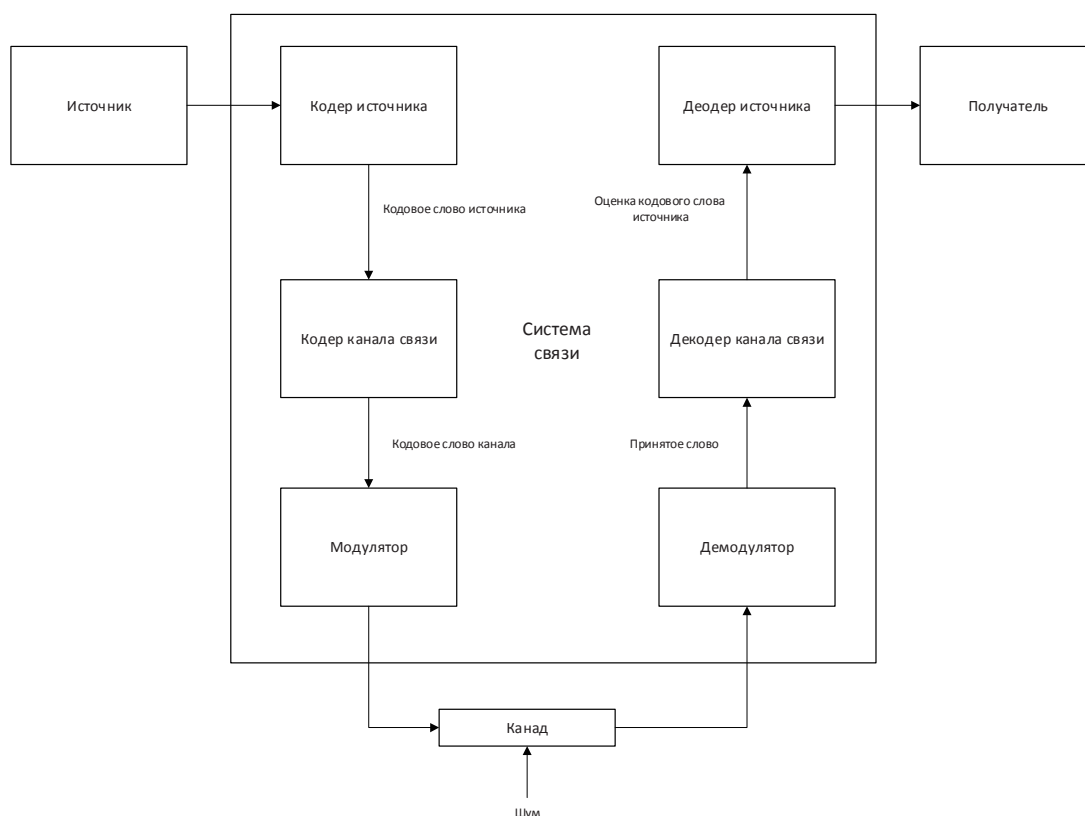 Источник
Кодер источника
Деодер источника
Получатель
Кодовое слово источника
Оценка кодового слова
источника
Кодер канала связи
Система
связи
Декодер канала связи
Кодовое слово канала
Принятое слово
Модулятор
Демодулятор
Канад
Шум